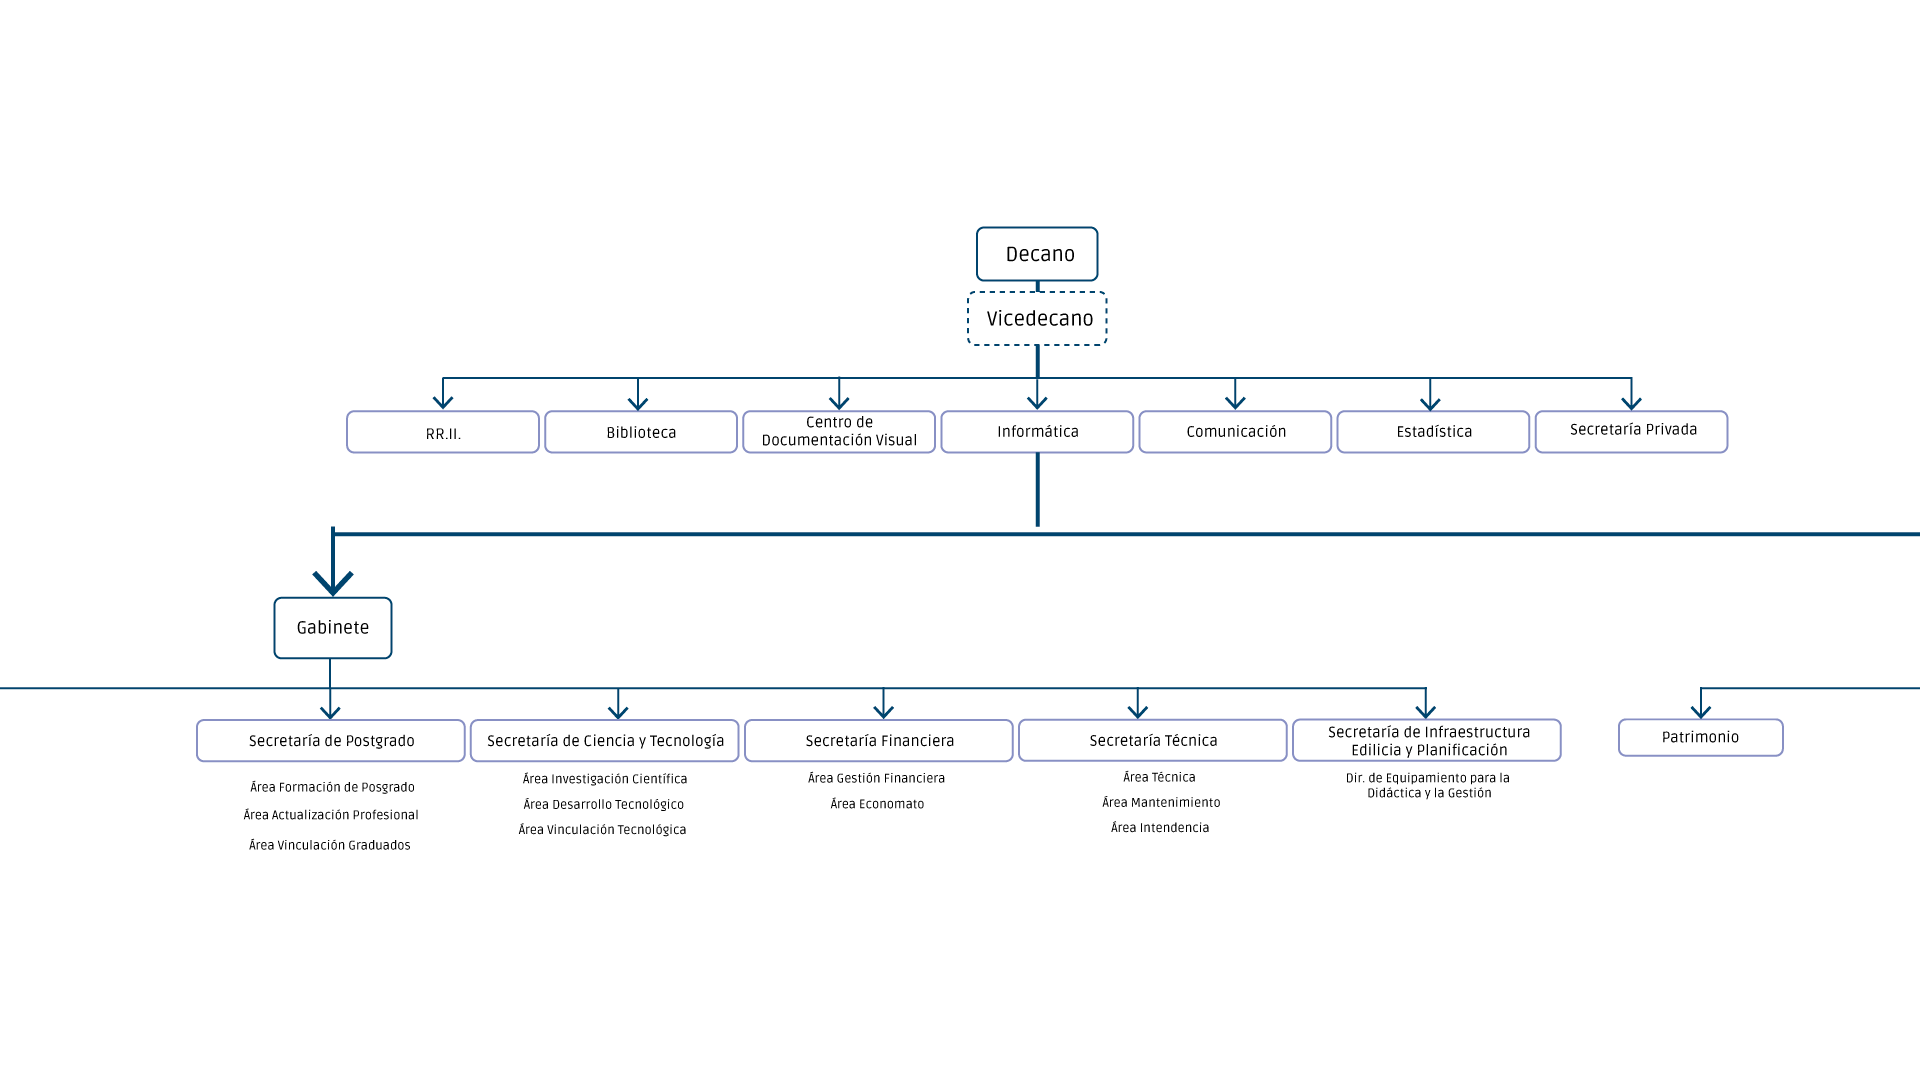 Decano
Vicedecano
RR.II.
Biblioteca
Centro de
Documentación Visual
Informática
Comunicación
Estadística
Secretaría Privada
Gabinete
Secretaría de Postgrado
Área Formación de Posgrado
Área Actualización Profesional
Área Vinculación Graduados
Secretaría de Ciencia y Tecnología
Área Investigación Científica
Área Desarrollo Tecnológico
Área Vinculación Tecnológica
Secretaría Financiera
Área Gestión Financiera
Área Economato
Secretaría Técnica
Área Técnica
Área Mantenimiento
Área Intendencia
Secretaría de Infraestructura
Edilicia y Planificación
Dir. de Equipamiento para la
Didáctica y la Gestión
Patrimonio